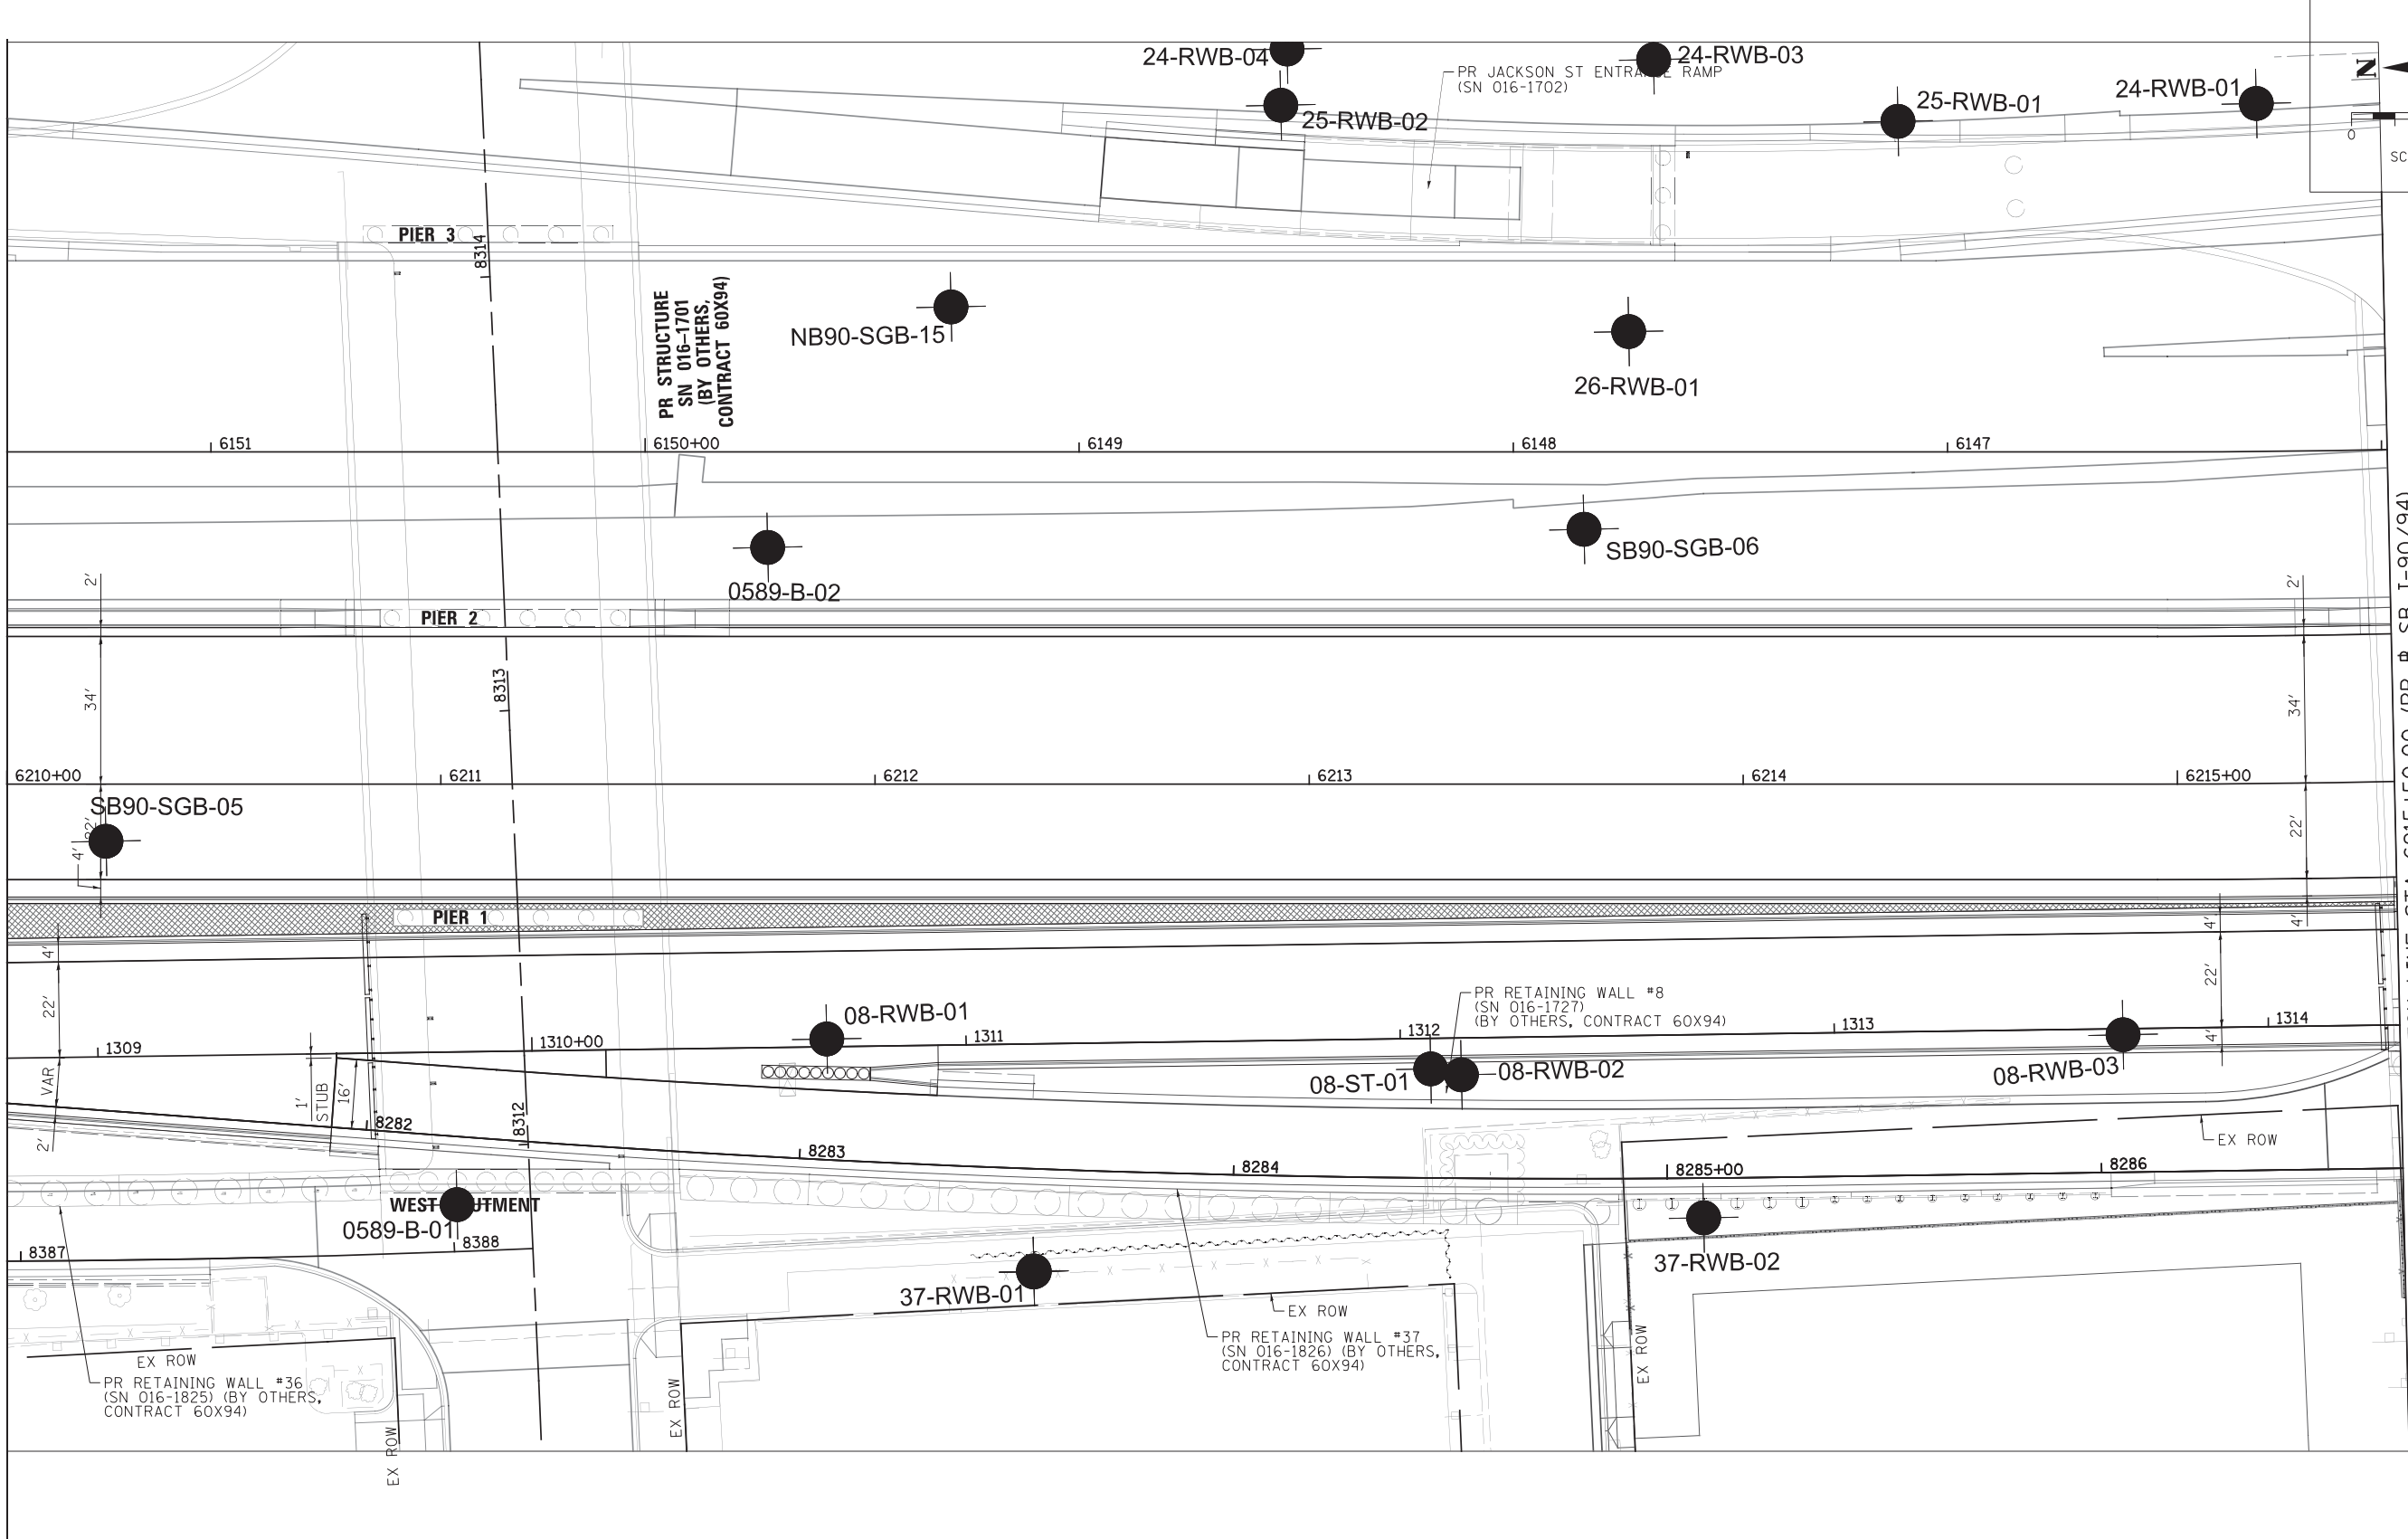 24-RWB-04
24-RWB-03
PR JACKSON ST ENTRANCE RAMP
(SN 016-1702)
24-RWB-01
N
25-RWB-02
25-RWB-01
0
SC
PIER 3
8314
PR STRUCTURE
SN 016-1701
(BY OTHERS,
CONTRACT 60X94)
NB90-SGB-15
26-RWB-01
6151
6150+00
6149
6148
6147
0589-B-02
SB90-SGB-06
2'
2'
PIER 2
34'
8313
34'
6210+00
6211
6212
6213
6214
6215+00
SB90-SGB-05
22'
22'
4'
PIER 1
4'
4'
4'
22'
22'
PR RETAINING WALL #8
(SN 016-1727)
(BY OTHERS, CONTRACT 60X94)
08-RWB-01
1309
1310+00
1311
1312
1313
1314
4'
VAR
1'
STUB
16'
08-ST-01
08-RWB-02
08-RWB-03
2'
8282
8312
8283
8284
8285+00
8286
EX ROW
WEST ABUTMENT
0589-B-01
8387
8388
37-RWB-01
37-RWB-02
EX ROW
PR RETAINING WALL #37
(SN 016-1826) (BY OTHERS,
CONTRACT 60X94)
EX ROW
PR RETAINING WALL #36
(SN 016-1825) (BY OTHERS,
CONTRACT 60X94)
EX ROW
EX ROW
EX ROW